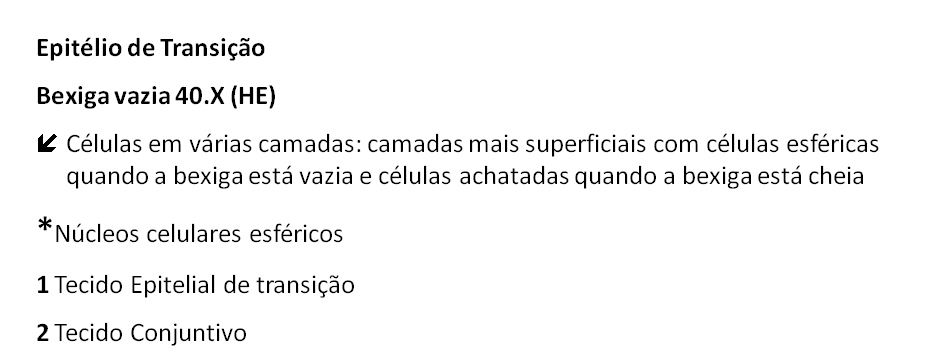 Epitélio de Transição
Bexiga vazia 40.X (HE)
↙ Células em várias camadas: camadas mais superficiais com células esféricas
quando a bexiga está vazia e células achatadas quando a bexiga está cheia
*Núcleos celulares esféricos
1 Tecido Epitelial de transição
2 Tecido Conjuntivo